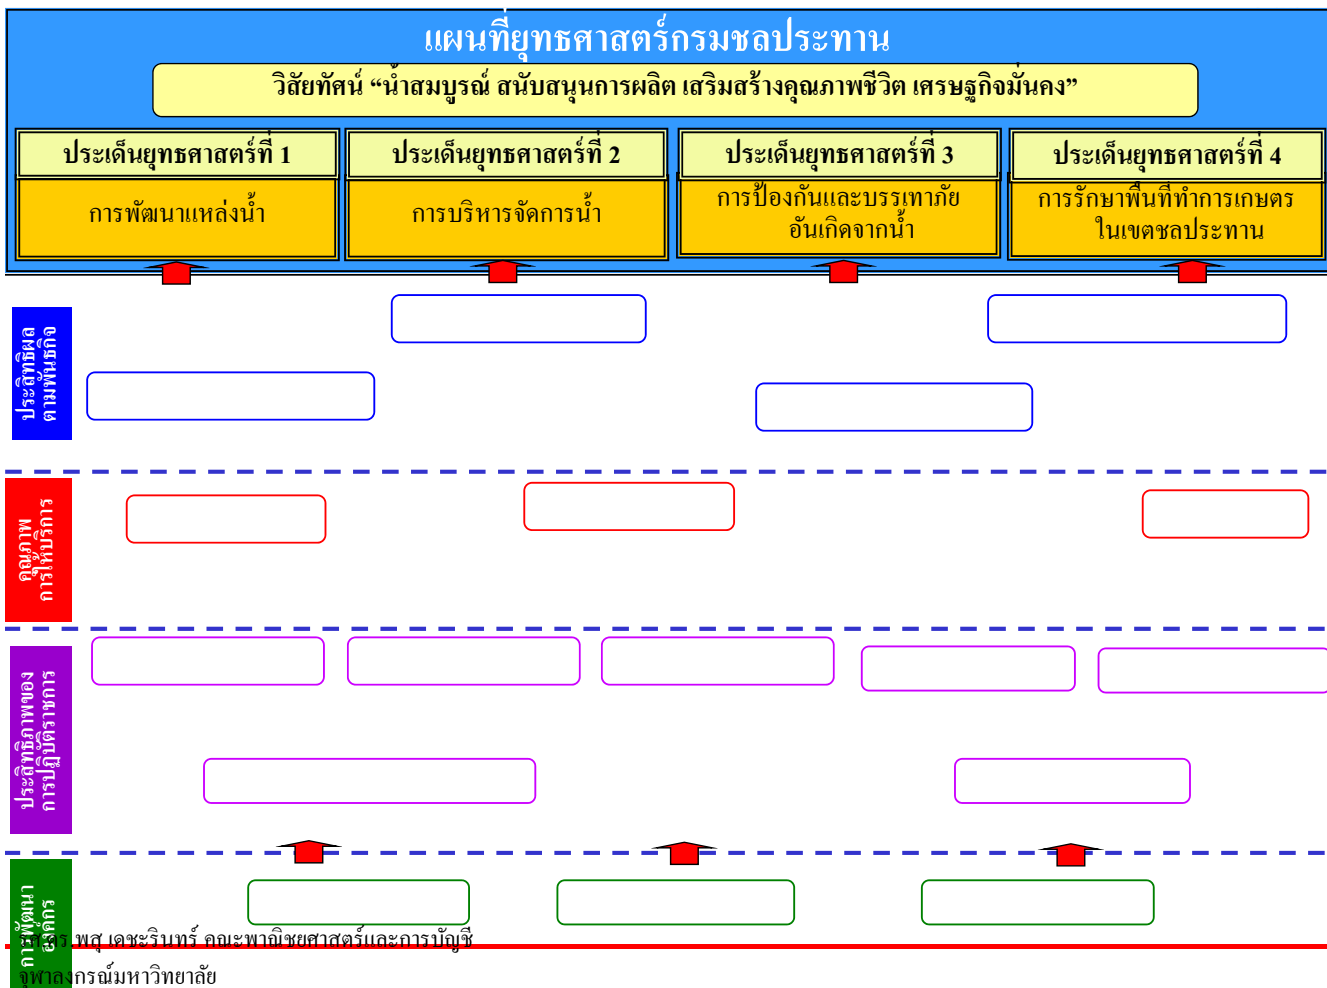 แผนที่ยุทธศาสตร์กรมชลประทาน
วิสัยทัศน์ “น้ำสมบูรณ์ สนับสนุนการผลิต เสริมสร้างคุณภาพชีวิต เศรษฐกิจมั่นคง”
ประเด็นยุทธศาสตร์ที่ 1
การพัฒนาแหล่งน้ำ
ประเด็นยุทธศาสตร์ที่ 2
การบริหารจัดการน้ำ
ประเด็นยุทธศาสตร์ที่ 3
การป้องกันและบรรเทาภัย
อันเกิดจากน้ำ
ประเด็นยุทธศาสตร์ที่ 4
การรักษาพื้นที่ทำการเกษตร
ในเขตชลประทาน
ประสิทธิผล
ตามพันธกิจ
คุณภาพ
การให้บริการ
ประสิทธิภาพของ
การปฏิบัติราชการ
การพัฒนา
องค์กร
รศ.ดร.พสุ เดชะรินทร์ คณะพาณิชยศาสตร์และการบัญชี
จุฬาลงกรณ์มหาวิทยาลัย